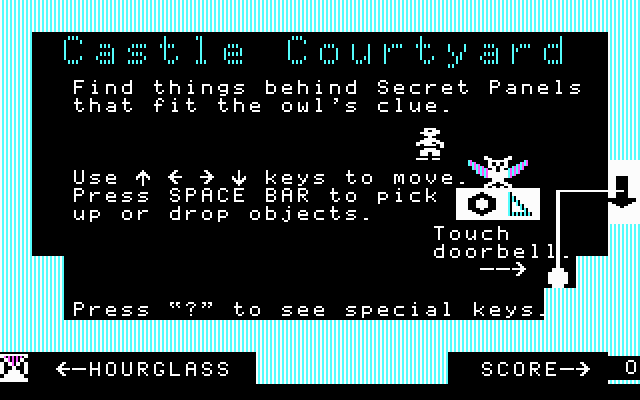 Castle Courtyard
Find things behind Secret Panels
that fit the owl's clue.
Use ↑ ← → ↓ keys to move.
Press SPACE BAR to pick
up or drop objects.
Touch
doorbell.
→
Press "?" to see special keys.
←HOURGLASS
SCORE→ 0